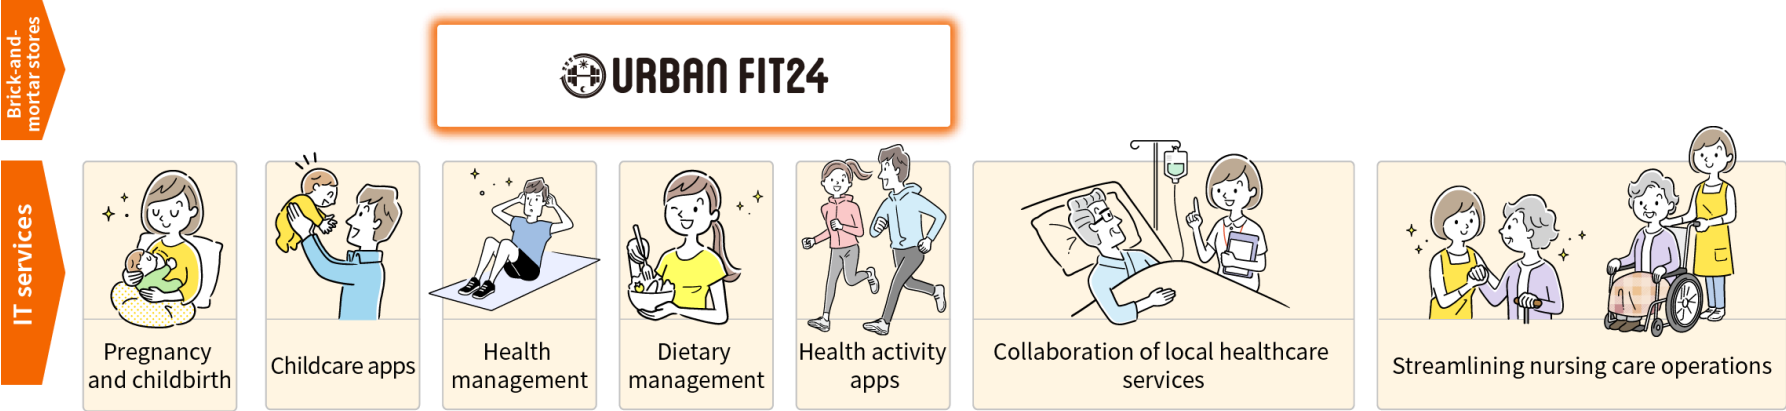 Brick-and-
mortar stores
URBAN FIT24
IT services
Pregnancy
and childbirth
Childcare apps
Health
management
Dietary
management
Health activity
apps
Collaboration of local healthcare
services
Streamlining nursing care operations